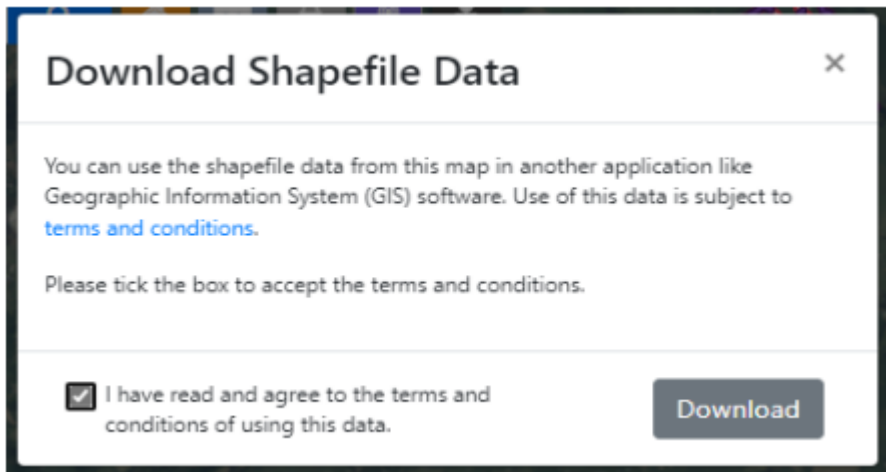 Download Shapefile Data
×
You can use the shapefile data from this map in another application like
Geographic Information System (GIS) software. Use of this data is subject to
terms and conditions.
Please tick the box to accept the terms and conditions.
I have read and agree to the terms and
conditions of using this data.
Download